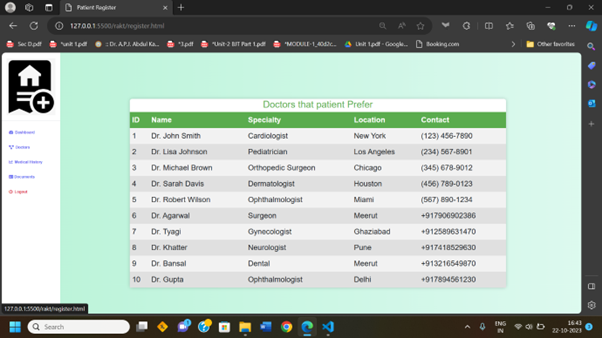 Patient Register
127.0.0.1:5500/rakt/register.html
Sec D.pdf *unit 1.pdf :: Dr. A.P.J. Abdul Ka... *3.pdf *Unit-2 BIT Part 1.pdf *MODULE-1_40d2c... Unit 1.pdf - Google... Booking.com Other favorites
Doctors that patient Prefer
ID Name Specialty Location Contact
1 Dr. John Smith Cardiologist New York (123) 456-7890
2 Dr. Lisa Johnson Pediatrician Los Angeles (234) 567-8901
3 Dr. Michael Brown Orthopedic Surgeon Chicago (345) 678-9012
4 Dr. Sarah Davis Dermatologist Houston (456) 789-0123
5 Dr. Robert Wilson Ophthalmologist Miami (567) 890-1234
6 Dr. Agarwal Surgeon Meerut +917906902386
7 Dr. Tyagi Gynecologist Ghaziabad +912589631470
8 Dr. Khatter Neurologist Pune +917418529630
9 Dr. Bansal Dental Meerut +913216549870
10 Dr. Gupta Ophthalmologist Delhi +917894561230
Dashboard
Doctors
Medical History
Documents
Logout
127.0.0.1:5500/rakt/register.html
Search
ENG
IN
16:43
22-10-2023